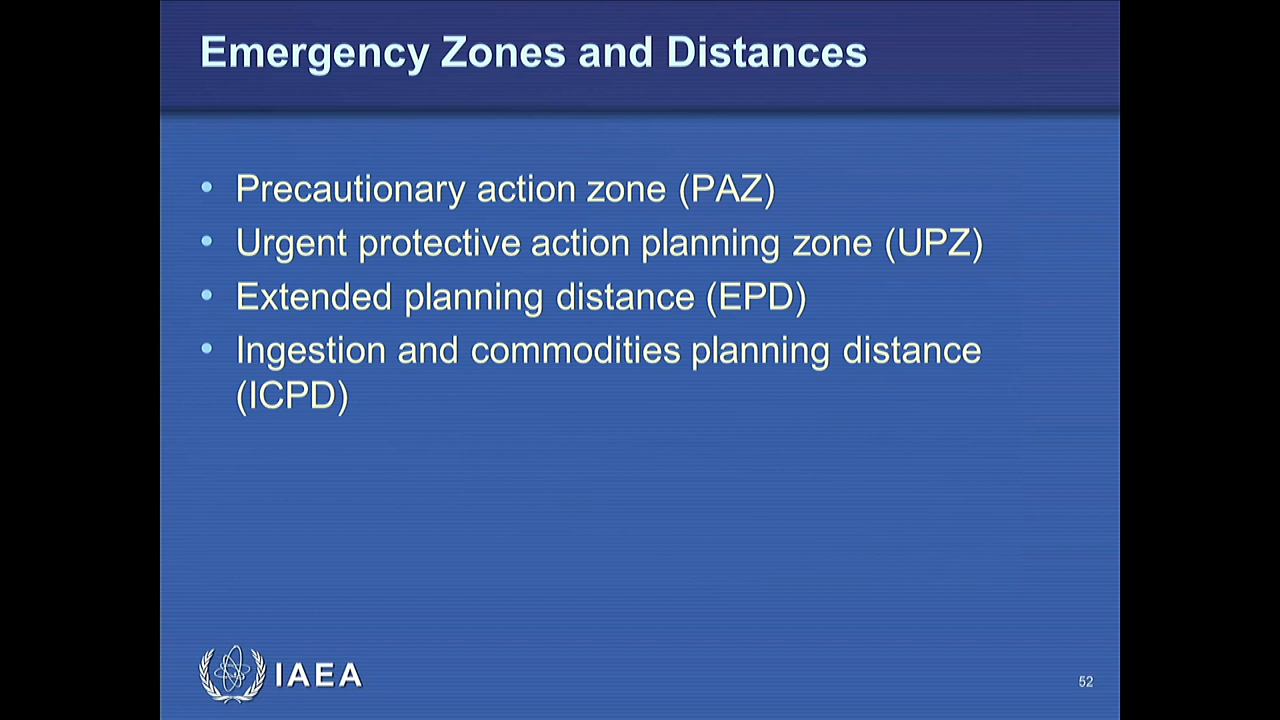 Emergency Zones and Distances
• Precautionary action zone (PAZ)
• Urgent protective action planning zone (UPZ)
• Extended planning distance (EPD)
• Ingestion and commodities planning distance
(ICPD)
IAEA
52